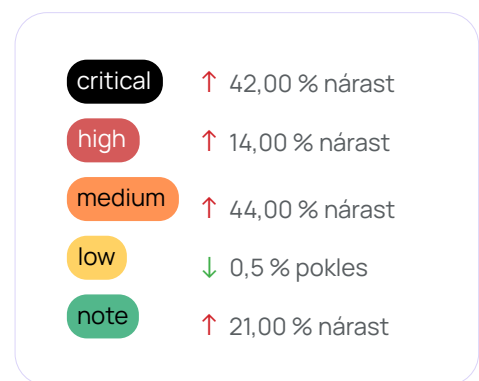 critical ↑ 42,00 % nárast
high ↑ 14,00 % nárast
medium ↑ 44,00 % nárast
low ↓ 0,5 % pokles
note ↑ 21,00 % nárast